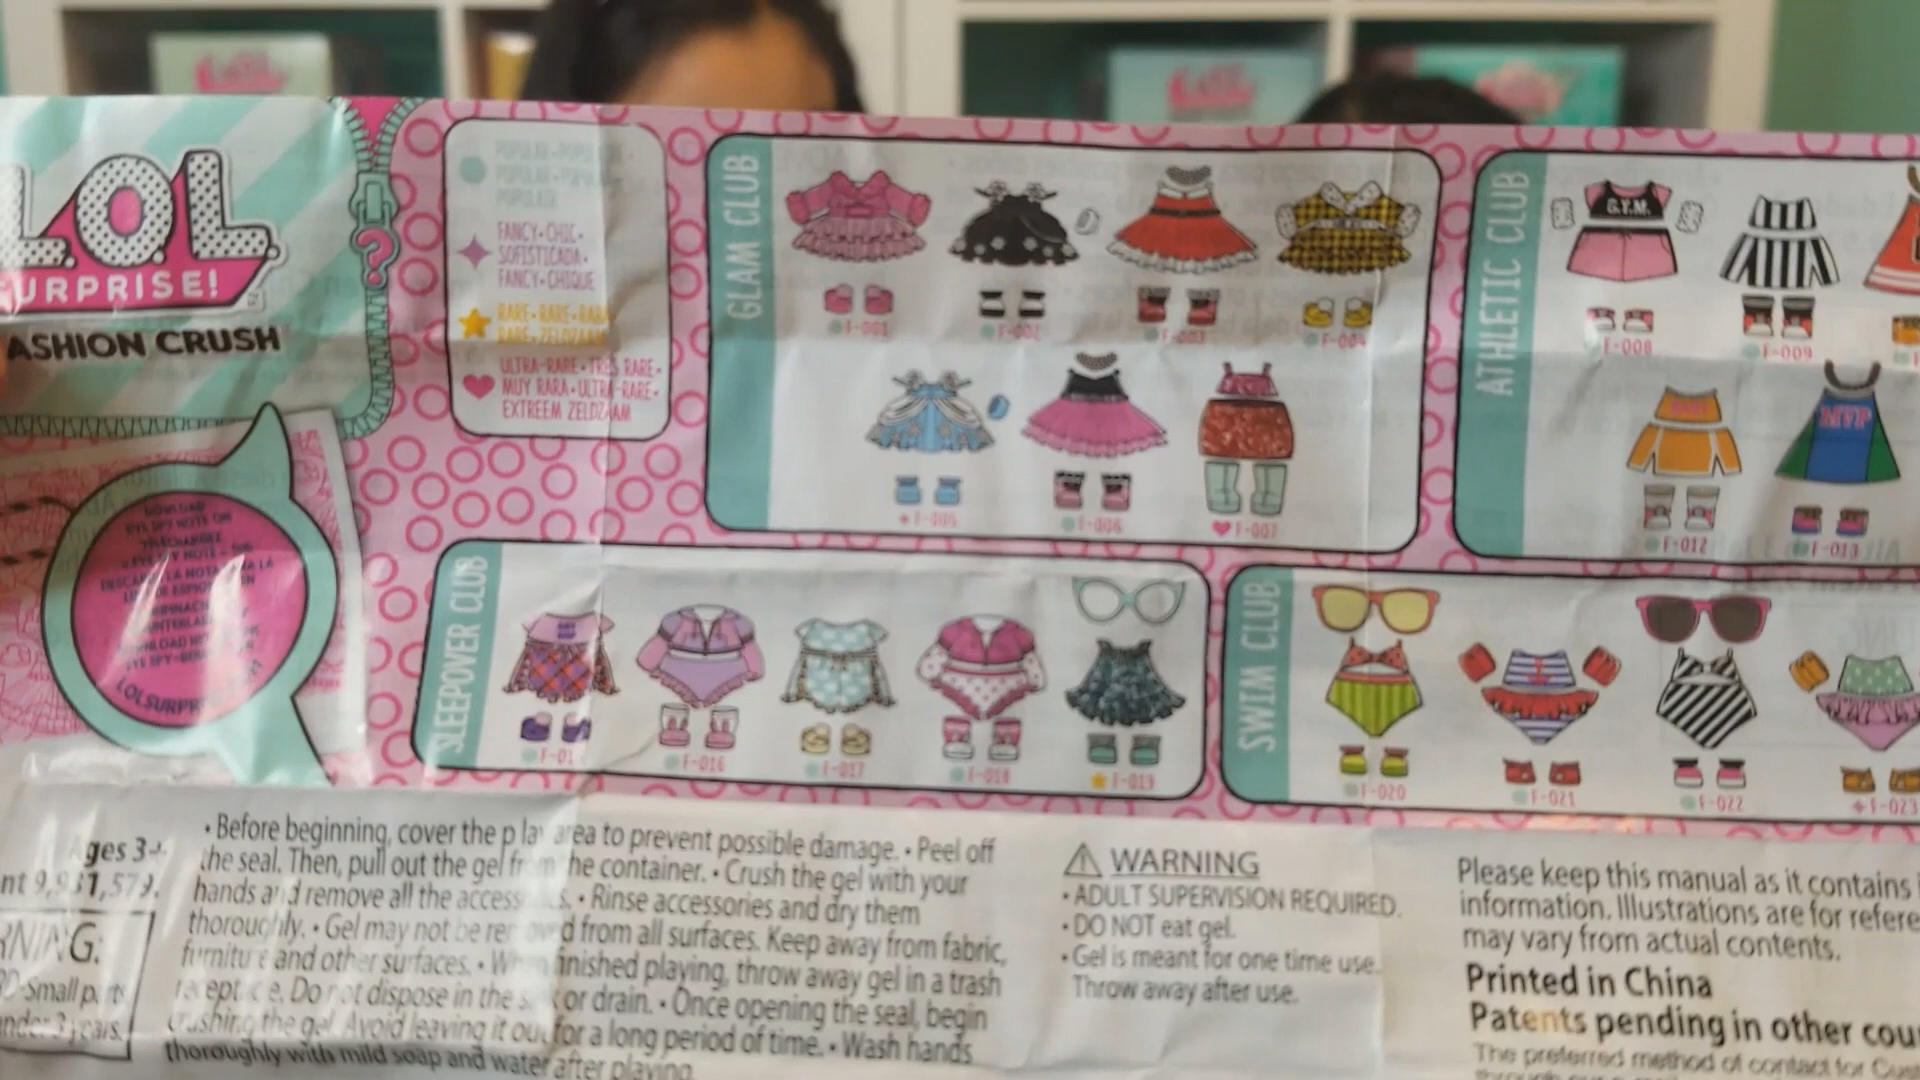 L.O.L.
SURPRISE!
ASHION CRUSH
POPULAR • POPU
POPULAR •
POPULAIR
FANCY • CHIC •
SOFISTICADA •
FANCY • CHIQUE
RARE • RARE • RARA
RARE • ZELDZAAM
ULTRA-RARE • TRÈS RARE •
MUY RARA • ULTRA-RARE •
EXTREEM ZELDZAAM
GLAM CLUB
F-001
F-002
F-003
F-004
F-005
F-006
F-007
ATHLETIC CLUB
G.Y.M.
F-008
F-009
F-012
MVP
F-013
SLEEPOVER CLUB
F-01
F-016
F-017
F-018
F-019
SWIM CLUB
F-020
F-021
F-022
F-023
Ages 3+
nt 9,931,579.
RNING:
Small parts
under 3 years.
• Before beginning, cover the play area to prevent possible damage. • Peel off
the seal. Then, pull out the gel from the container. • Crush the gel with your
hands and remove all the accessories. • Rinse accessories and dry them
thoroughly. • Gel may not be removed from all surfaces. Keep away from fabric,
furniture and other surfaces. • When finished playing, throw away gel in a trash
receptacle. Do not dispose in the sink or drain. • Once opening the seal, begin
crushing the gel. Avoid leaving it out for a long period of time. • Wash hands
thoroughly with mild soap and water after playing.
WARNING
• ADULT SUPERVISION REQUIRED.
• DO NOT eat gel.
• Gel is meant for one time use.
Throw away after use.
Please keep this manual as it contains
information. Illustrations are for refere
may vary from actual contents.
Printed in China
Patents pending in other cou
The preferred method of contact for Cus